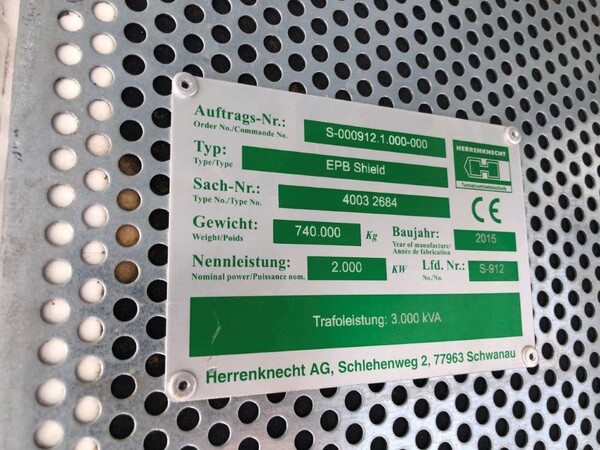 Auftrags-Nr.: S-000912.1.000-000
Order No./Commande No.
HERRENKNECHT
Tunnelvortriebstechnik
Typ: EPB Shield
Type/Type
Sach-Nr.: 4003 2684
Type No./Type No.
CE
Gewicht: 740.000 Kg
Weight/Poids
Baujahr: 2015
Year of manufacture/
Année de fabrication
Nennleistung: 2.000 KW
Nominal power/Puissance nom.
Lfd. Nr.: S-912
No./No.
Trafoleistung: 3.000 kVA
Herrenknecht AG, Schlehenweg 2, 77963 Schwanau